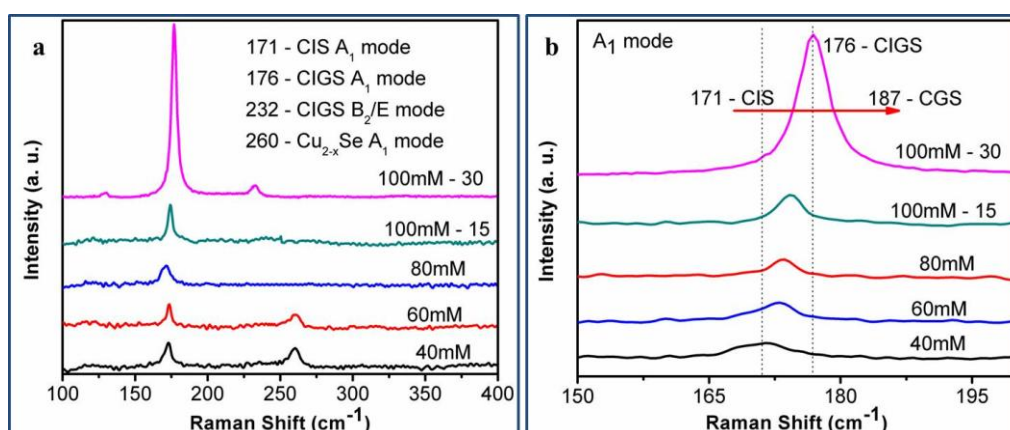 a
171 - CIS A1 mode
176 - CIGS A1 mode
232 - CIGS B2/E mode
260 - Cu2-xSe A1 mode
100mM - 30
100mM - 15
80mM
60mM
40mM
Intensity (a. u.)
100 150 200 250 300 350 400
Raman Shift (cm-1)
b
A1 mode
176 - CIGS
171 - CIS
187 - CGS
100mM - 30
100mM - 15
80mM
60mM
40mM
Intensity (a. u.)
150 165 180 195
Raman Shift (cm-1)